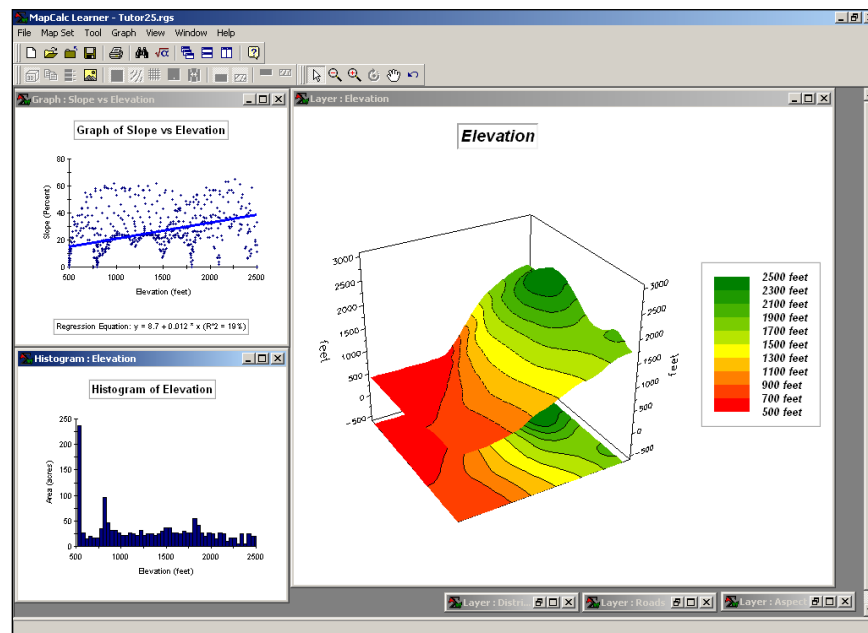 MapCalc Learner - Tutor25.rgs
File Map Set Tool Graph View Window Help
Graph : Slope vs Elevation
Graph of Slope vs Elevation
80
60
40
20
0
Slope (Percent)
500 1000 1500 2000 2500
Elevation (feet)
Regression Equation: y = 8.7 + 0.012 * x (R^2 = 19%)
Histogram : Elevation
Histogram of Elevation
250
200
150
100
50
0
Area (acres)
500 1000 1500 2000 2500
Elevation (feet)
Layer : Elevation
Elevation
3000
2500
2000
1500
1000
500
0
-500
feet
3000
2500
2000
1500
1000
500
0
-500
feet
2500 feet
2300 feet
2100 feet
1900 feet
1700 feet
1500 feet
1300 feet
1100 feet
900 feet
700 feet
500 feet
Layer : Distri...
Layer : Roads
Layer : Aspect